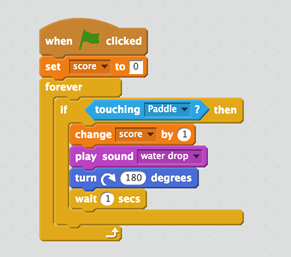 when clicked
set score to 0
forever
if touching Paddle ? then
change score by 1
play sound water drop
turn 180 degrees
wait 1 secs